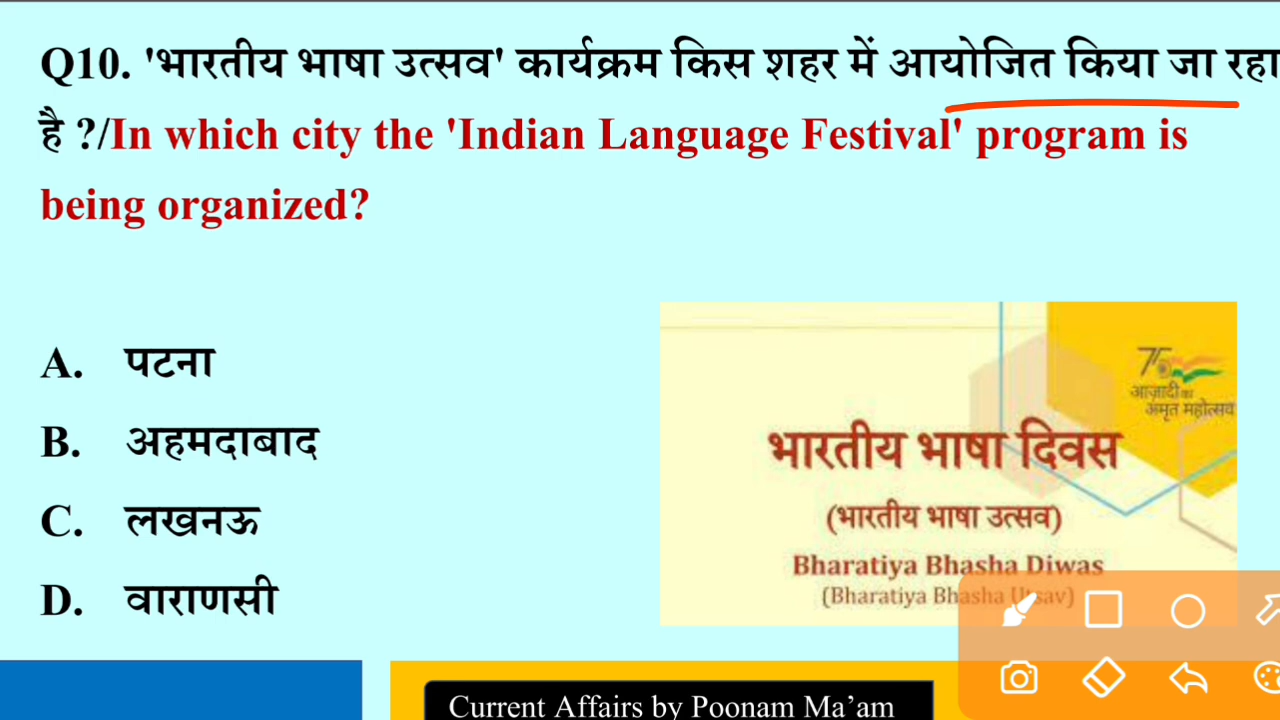 Q10. 'भारतीय भाषा उत्सव' कार्यक्रम किस शहर में आयोजित किया जा रहा
है ?/In which city the 'Indian Language Festival' program is
being organized?
A. पटना
B. अहमदाबाद
C. लखनऊ
D. वाराणसी
75
आज़ादी का
अमृत महोत्सव
भारतीय भाषा दिवस
(भारतीय भाषा उत्सव)
Bharatiya Bhasha Diwas
(Bharatiya Bhasha Utsav)
Current Affairs by Poonam Ma’am